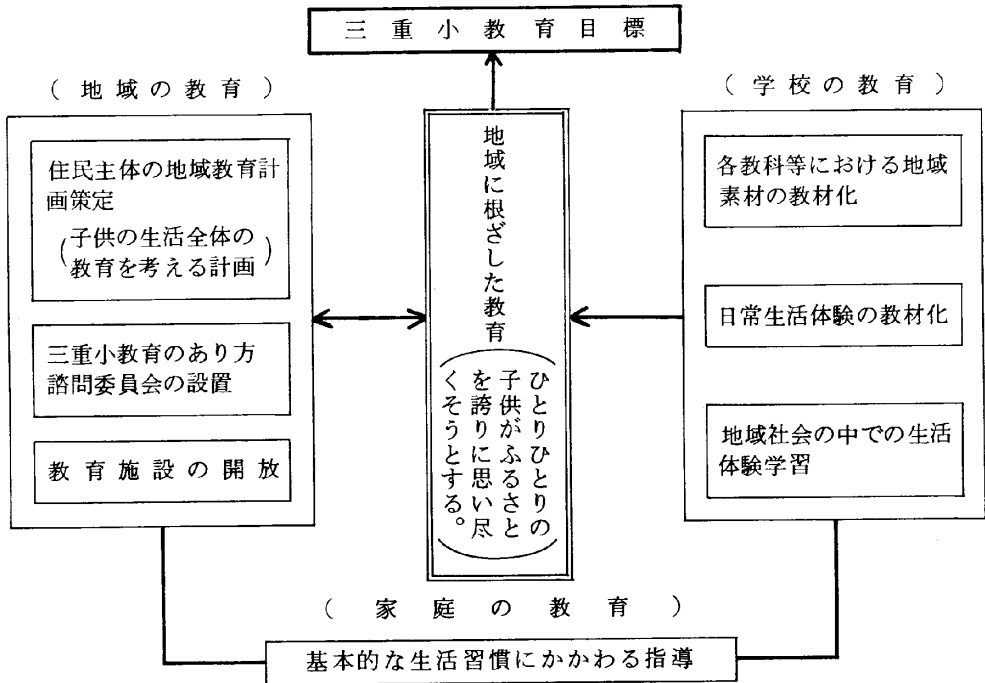 三重小教育目標
(地域の教育)
住民主体の地域教育計
画策定
(子供の生活全体の
教育を考える計画)
三重小教育のあり方
諮問委員会の設置
教育施設の開放
地域に根ざした教育
(ひとりひとりの
子供がふるさと
を誇りに思い尽
くそうとする。)
(学校の教育)
各教科等における地域
素材の教材化
日常生活体験の教材化
地域社会の中での生活
体験学習
(家庭の教育)
基本的な生活習慣にかかわる指導